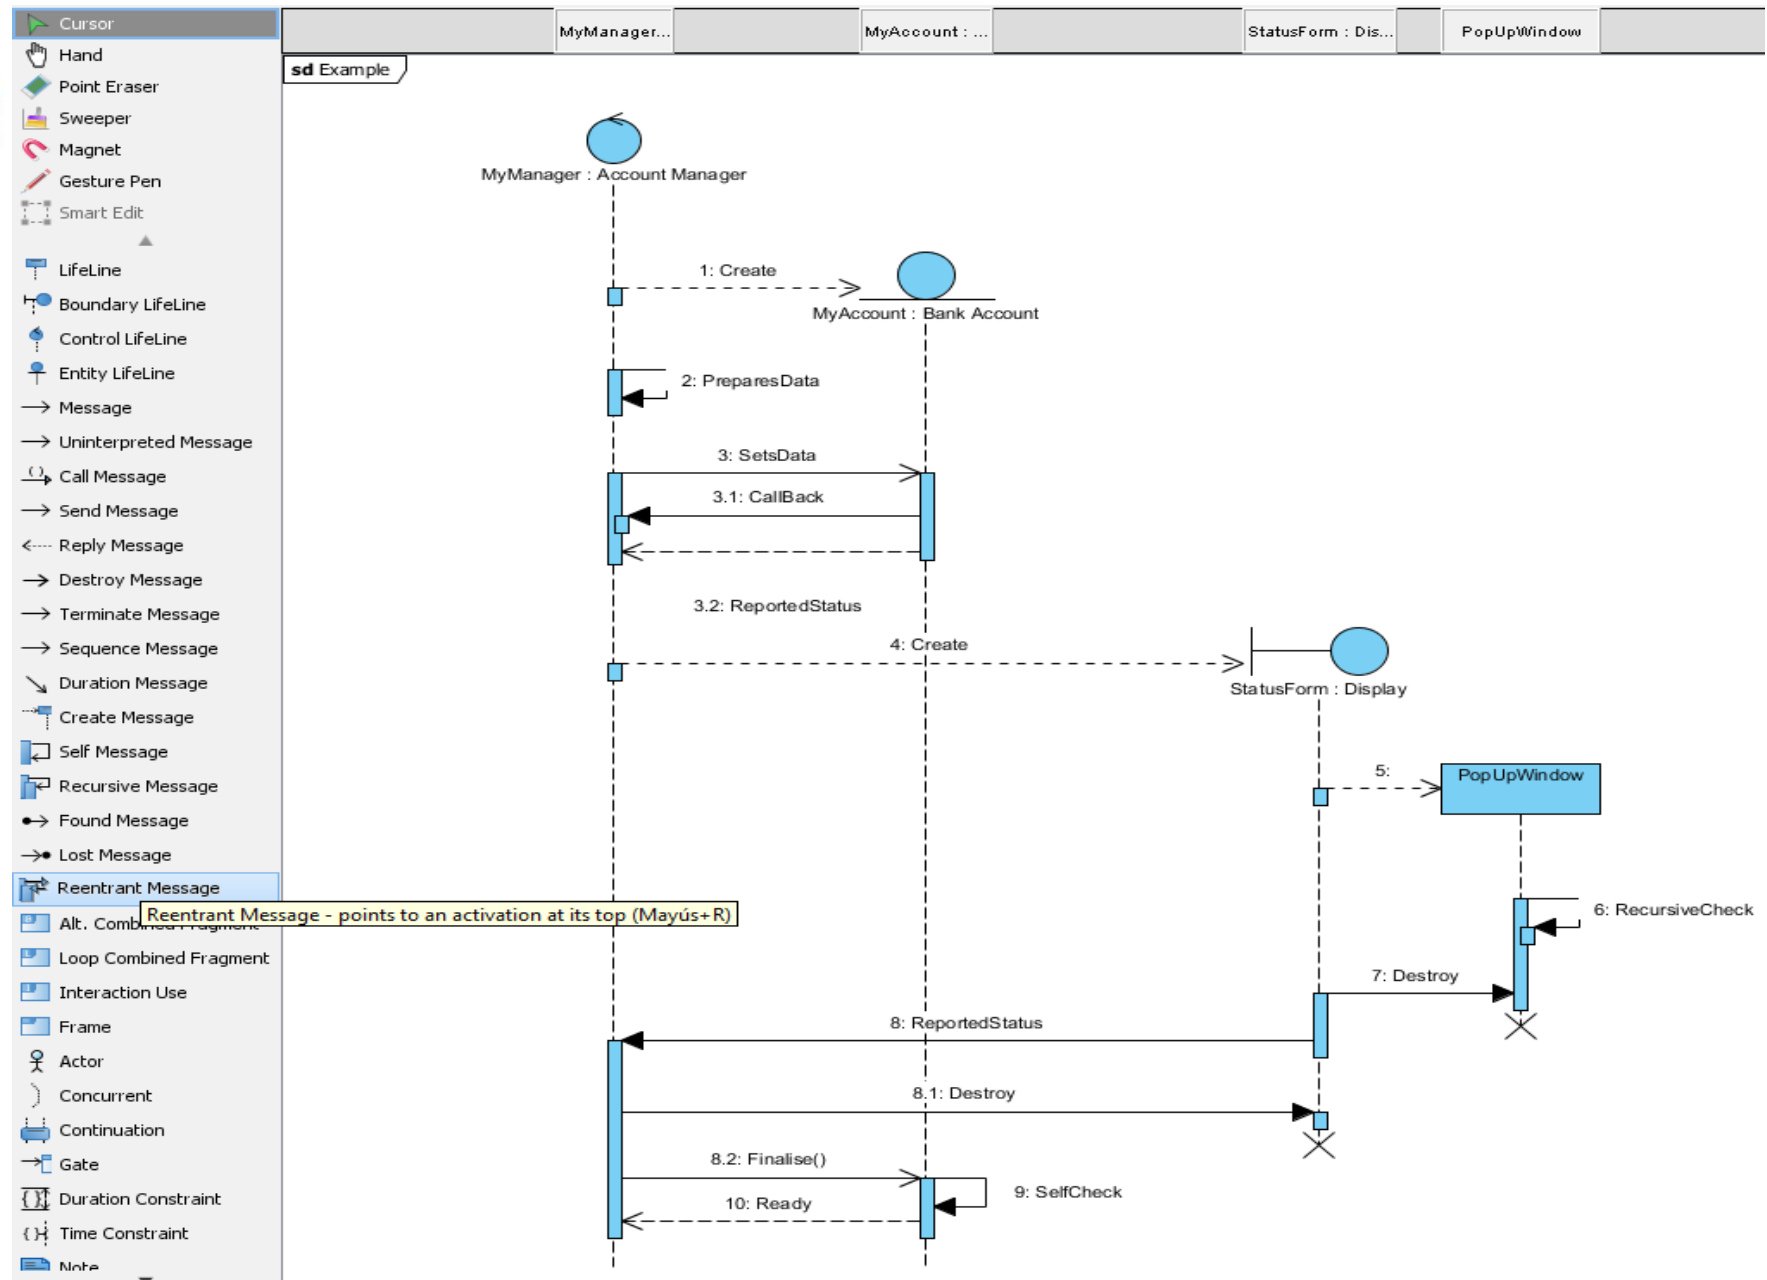 Cursor
Hand
Point Eraser
Sweeper
Magnet
Gesture Pen
Smart Edit
LifeLine
Boundary LifeLine
Control LifeLine
Entity LifeLine
Message
Uninterpreted Message
Call Message
Send Message
Reply Message
Destroy Message
Terminate Message
Sequence Message
Duration Message
Create Message
Self Message
Recursive Message
Found Message
Lost Message
Reentrant Message
Reentrant Message - points to an activation at its top (Mayús+R)
Alt. Combined Fragment
Loop Combined Fragment
Interaction Use
Frame
Actor
Concurrent
Continuation
Gate
Duration Constraint
Time Constraint
Note
MyManager...
MyAccount : ...
StatusForm : Dis...
PopUpWindow
sd Example
MyManager : Account Manager
1: Create
MyAccount : Bank Account
2: PreparesData
3: SetsData
3.1: CallBack
3.2: ReportedStatus
4: Create
StatusForm : Display
5:
PopUpWindow
6: RecursiveCheck
7: Destroy
8: ReportedStatus
8.1: Destroy
8.2: Finalise()
9: SelfCheck
10: Ready